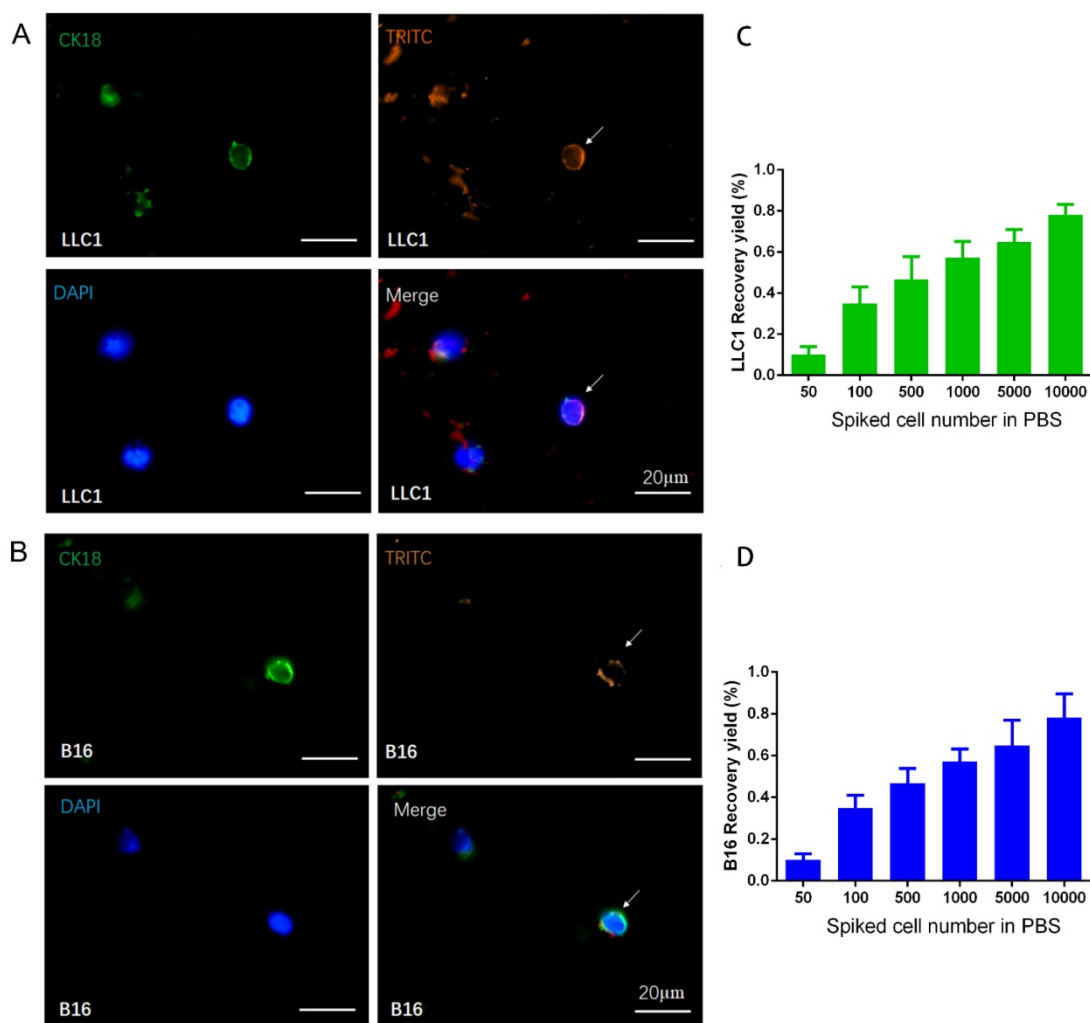 A
CK18
LLC1
TRITC
LLC1
DAPI
LLC1
Merge
LLC1
20μm
B
CK18
B16
TRITC
B16
DAPI
B16
Merge
B16
20μm
C
LLC1 Recovery yield (%)
1.0
0.8
0.6
0.4
0.2
0.0
50 100 500 1000 5000 10000
Spiked cell number in PBS
D
B16 Recovery yield (%)
1.0
0.8
0.6
0.4
0.2
0.0
50 100 500 1000 5000 10000
Spiked cell number in PBS